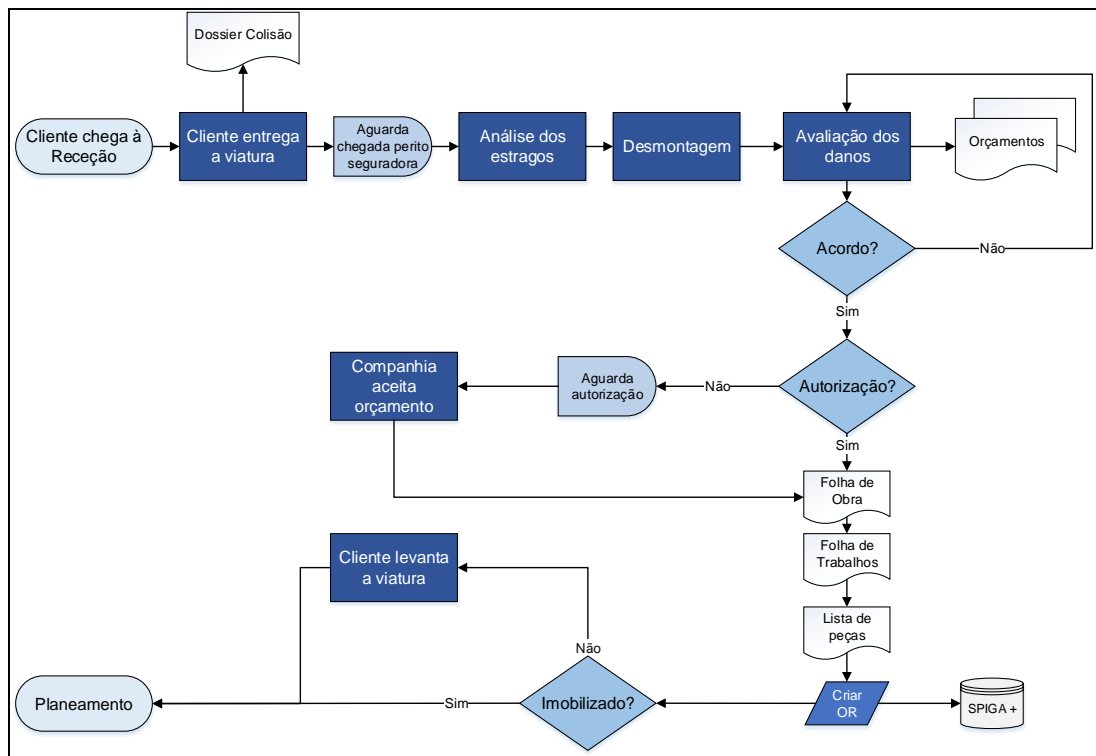 Dossier Colisão
Cliente chega à
Receção
Cliente entrega
a viatura
Aguarda
chegada perito
seguradora
Análise dos
estragos
Desmontagem
Avaliação dos
danos
Orçamentos
Acordo?
Não
Sim
Companhia
aceita
orçamento
Aguarda
autorização
Não
Autorização?
Sim
Folha de
Obra
Folha de
Trabalhos
Cliente levanta
a viatura
Lista de
peças
Não
Planeamento
Sim
Imobilizado?
Criar
OR
SPIGA +